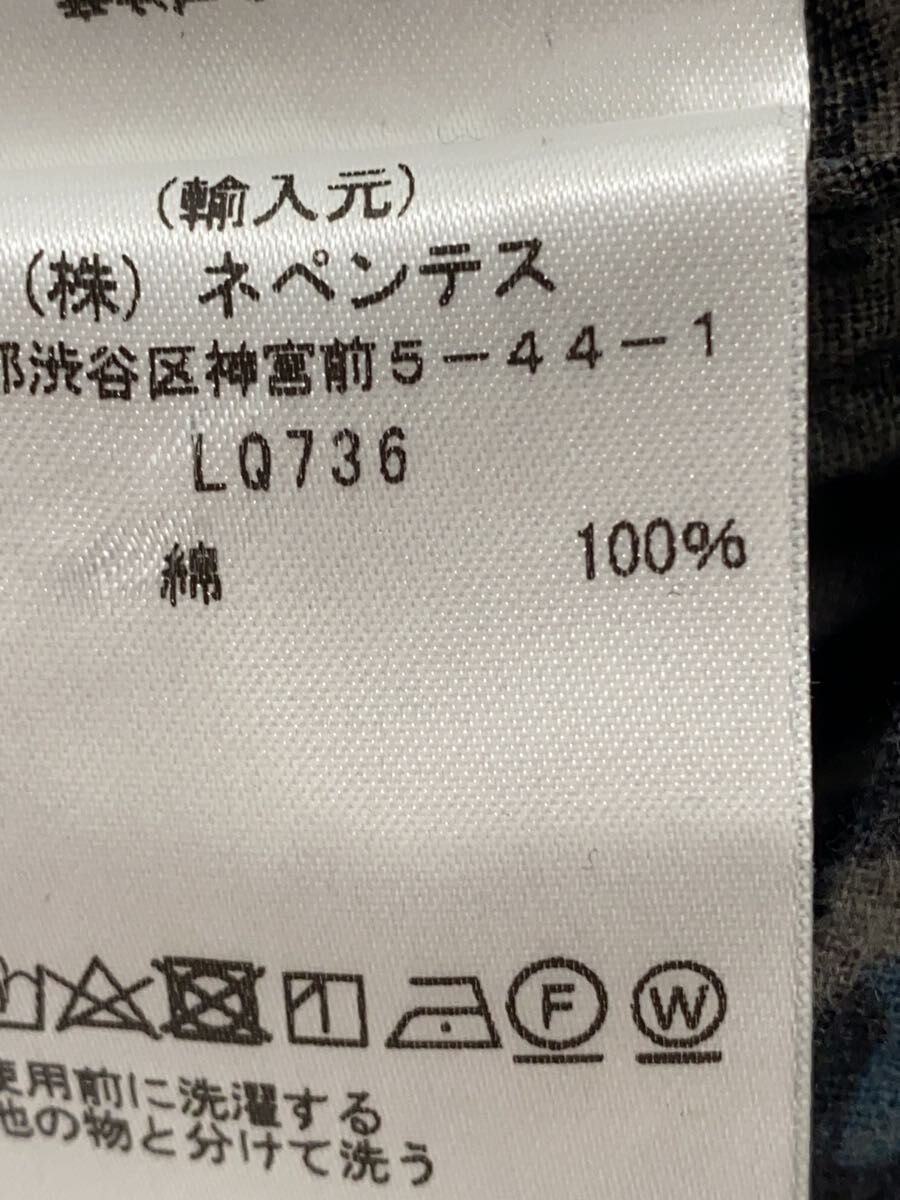 (輸入元)
(株) ネペンテス
渋谷区神宮前5-44-1
LQ736
綿 100%
F W
使用前に洗濯する
他の物と分けて洗う